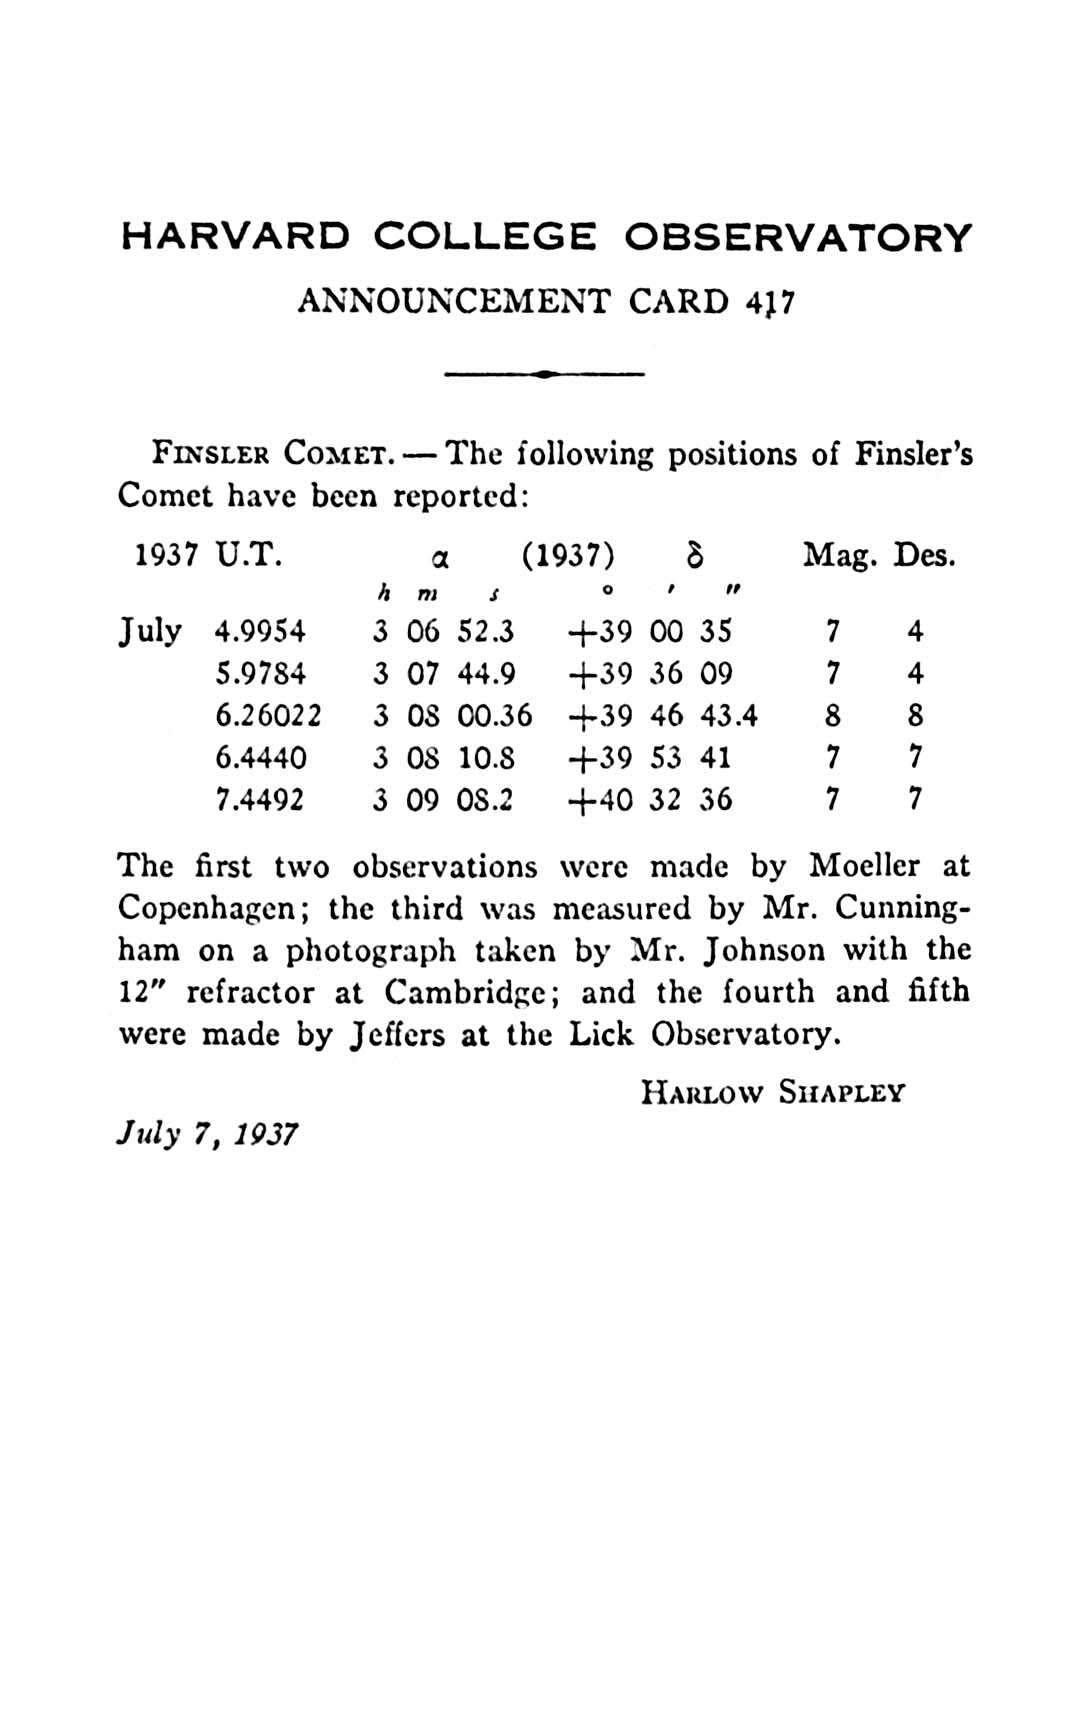 HARVARD COLLEGE OBSERVATORY
ANNOUNCEMENT CARD 417
FINSLER COMET. — The following positions of Finsler's
Comet have been reported:
1937 U.T. α (1937) δ Mag. Des.
h m s ° ′ ″
July 4.9954 3 06 52.3 +39 00 35 7 4
5.9784 3 07 44.9 +39 36 09 7 4
6.26022 3 08 00.36 +39 46 43.4 8 8
6.4440 3 08 10.8 +39 53 41 7 7
7.4492 3 09 08.2 +40 32 36 7 7
The first two observations were made by Moeller at
Copenhagen; the third was measured by Mr. Cunning-
ham on a photograph taken by Mr. Johnson with the
12″ refractor at Cambridge; and the fourth and fifth
were made by Jeffers at the Lick Observatory.
HARLOW SHAPLEY
July 7, 1937